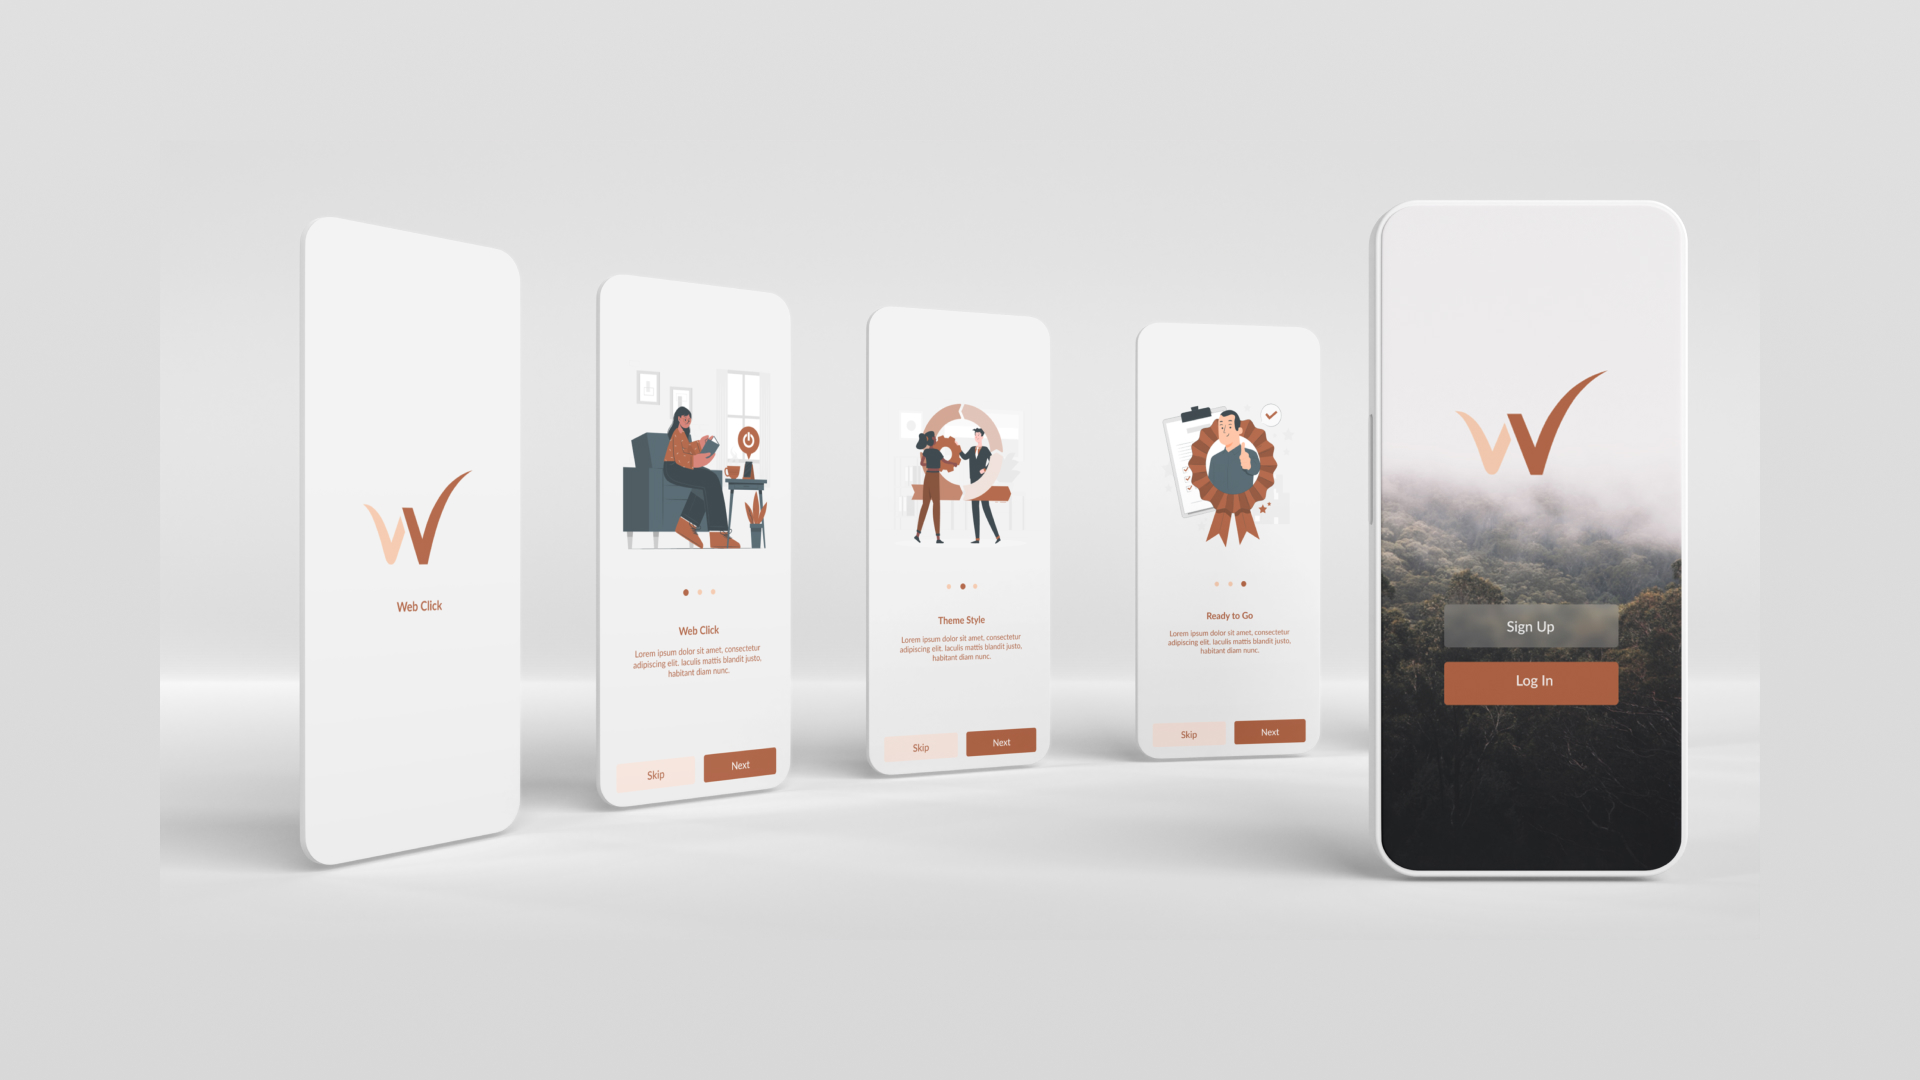 Web Click
Web Click
Lorem ipsum dolor sit amet, consectetur
adipiscing elit. Iaculis mattis blandit justo,
habitant diam nunc.
Skip
Next
Theme Style
Lorem ipsum dolor sit amet, consectetur
adipiscing elit. Iaculis mattis blandit justo,
habitant diam nunc.
Skip
Next
Ready to Go
Lorem ipsum dolor sit amet, consectetur
adipiscing elit. Iaculis mattis blandit justo,
habitant diam nunc.
Skip
Next
W
Sign Up
Log In